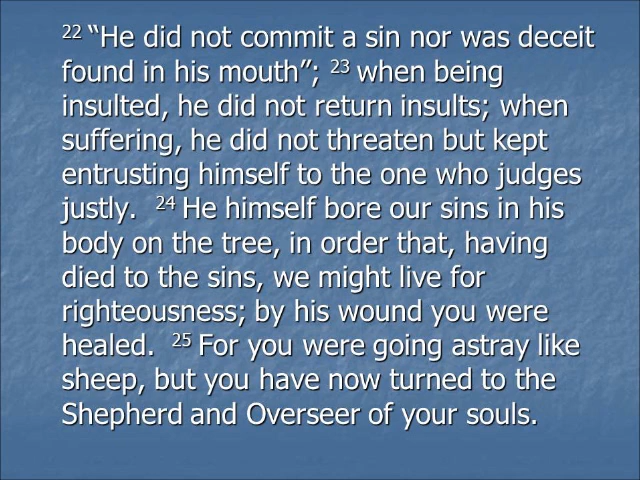 22 “He did not commit a sin nor was deceit
found in his mouth”; 23 when being
insulted, he did not return insults; when
suffering, he did not threaten but kept
entrusting himself to the one who judges
justly. 24 He himself bore our sins in his
body on the tree, in order that, having
died to the sins, we might live for
righteousness; by his wound you were
healed. 25 For you were going astray like
sheep, but you have now turned to the
Shepherd and Overseer of your souls.